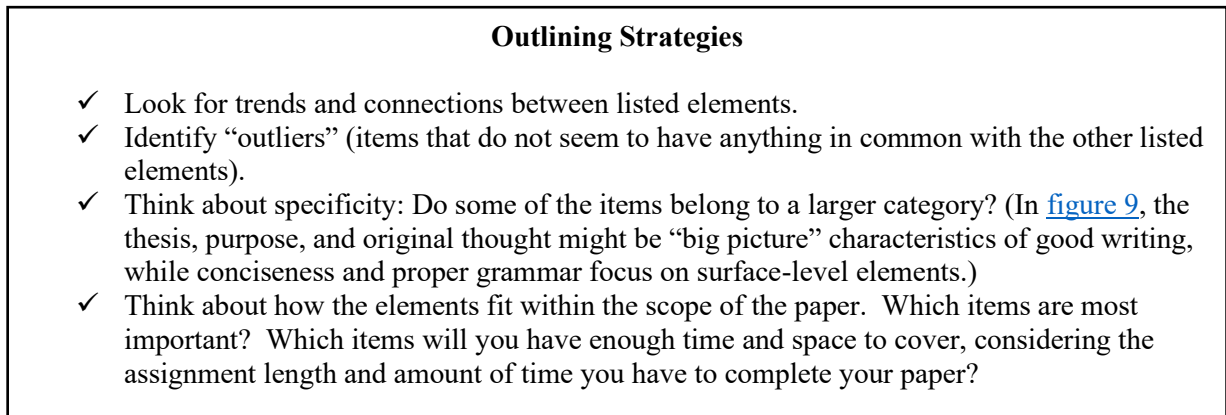 Outlining Strategies
✓ Look for trends and connections between listed elements.
✓ Identify “outliers” (items that do not seem to have anything in common with the other listed
elements).
✓ Think about specificity: Do some of the items belong to a larger category? (In figure 9, the
thesis, purpose, and original thought might be “big picture” characteristics of good writing,
while conciseness and proper grammar focus on surface-level elements.)
✓ Think about how the elements fit within the scope of the paper.  Which items are most
important?  Which items will you have enough time and space to cover, considering the
assignment length and amount of time you have to complete your paper?